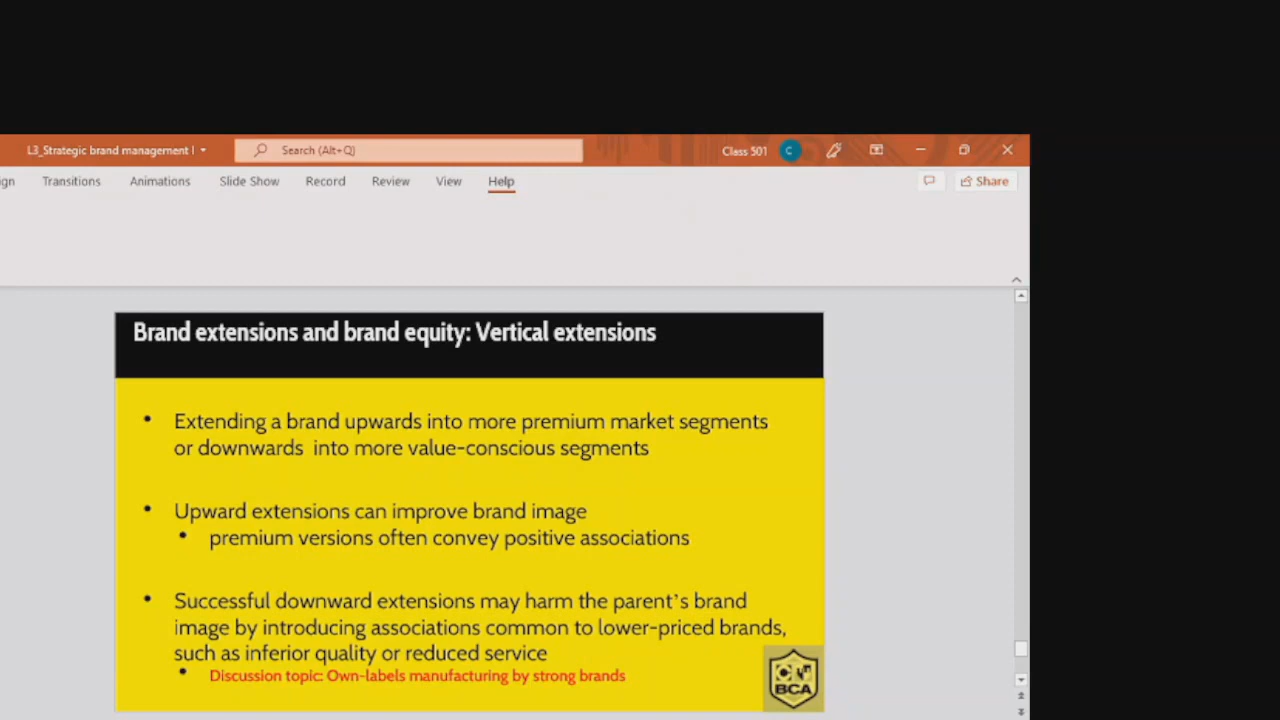 L3_Strategic brand management
Search (Alt+Q)
Class 501
C
gn Transitions Animations Slide Show Record Review View Help
Share
Brand extensions and brand equity: Vertical extensions
• Extending a brand upwards into more premium market segments
or downwards into more value-conscious segments
• Upward extensions can improve brand image
• premium versions often convey positive associations
• Successful downward extensions may harm the parent's brand
image by introducing associations common to lower-priced brands,
such as inferior quality or reduced service
• Discussion topic: Own-labels manufacturing by strong brands
BCA